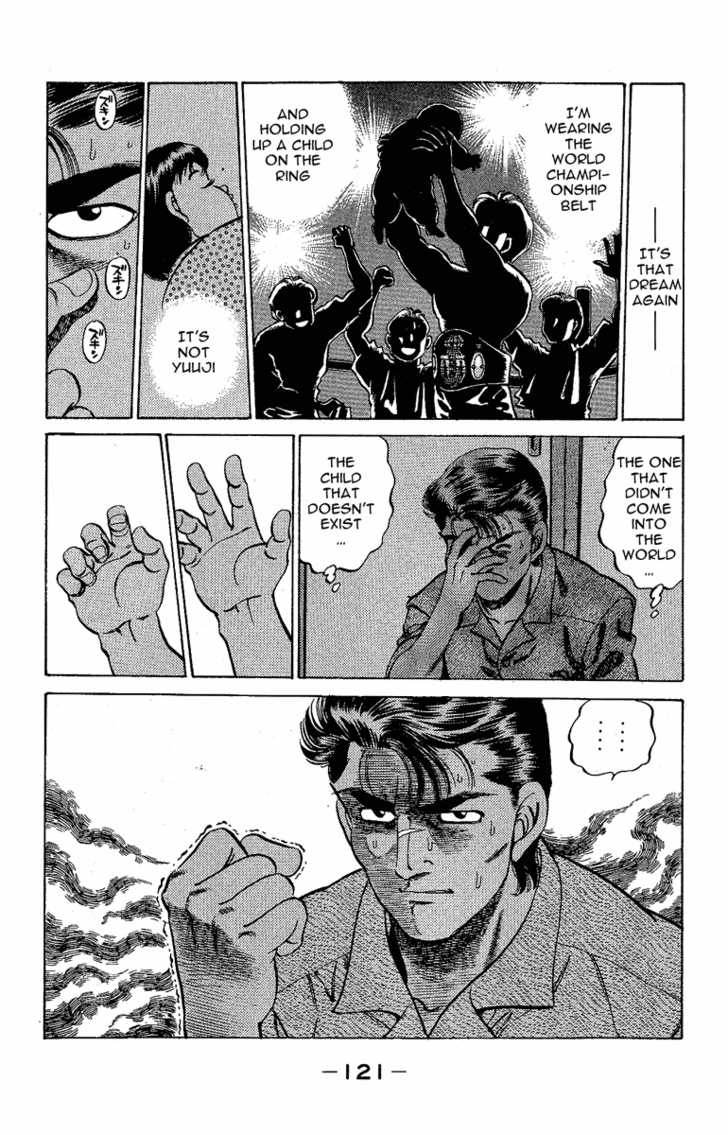 IT'S
THAT
DREAM
AGAIN
I'M
WEARING
THE
WORLD
CHAMPI-
ONSHIP
BELT
AND
HOLDING
UP A CHILD
ON THE
RING
IT'S
NOT
YUUJI
ズキン
ズキン
ズキン
THE ONE
THAT
DIDN'T
COME
INTO
THE
WORLD
...
THE
CHILD
THAT
DOESN'T
EXIST
...
......
-121-